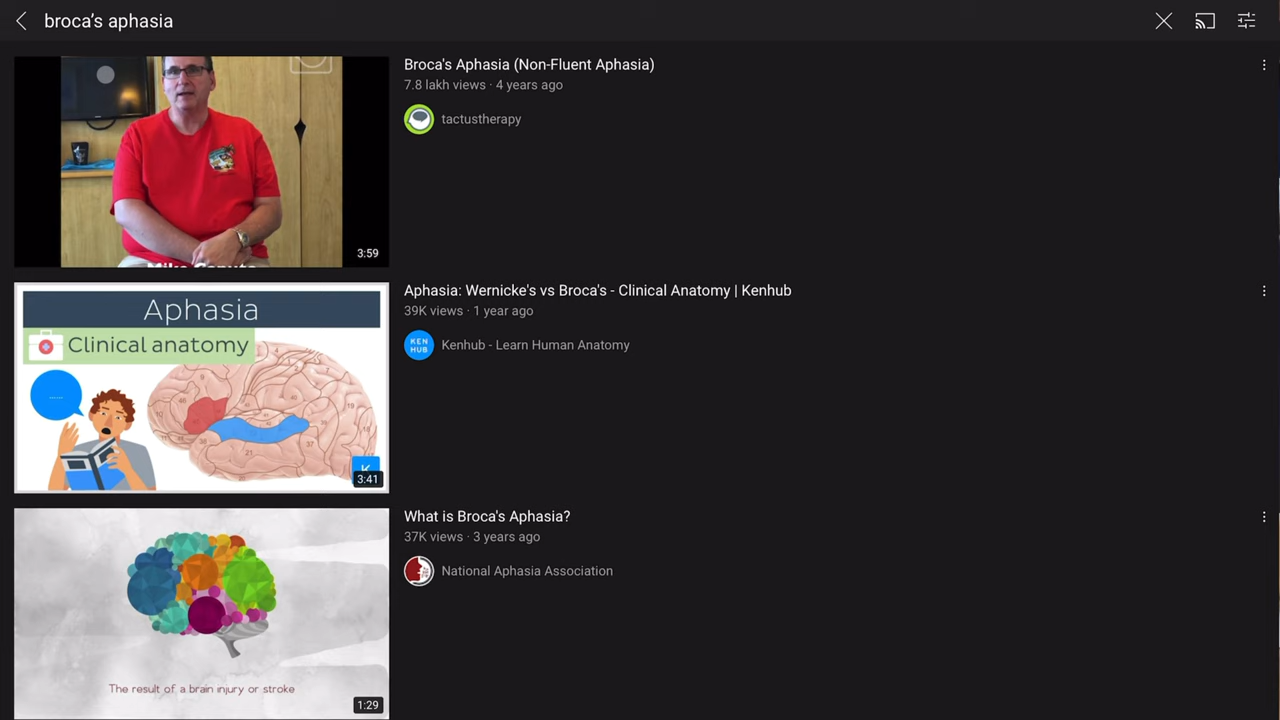 broca's aphasia
Broca's Aphasia (Non-Fluent Aphasia)
7.8 lakh views · 4 years ago
tactustherapy
3:59
Aphasia: Wernicke's vs Broca's - Clinical Anatomy | Kenhub
39K views · 1 year ago
KEN
HUB
Kenhub - Learn Human Anatomy
Aphasia
Clinical anatomy
K
3:41
What is Broca's Aphasia?
37K views · 3 years ago
National Aphasia Association
The result of a brain injury or stroke
1:29